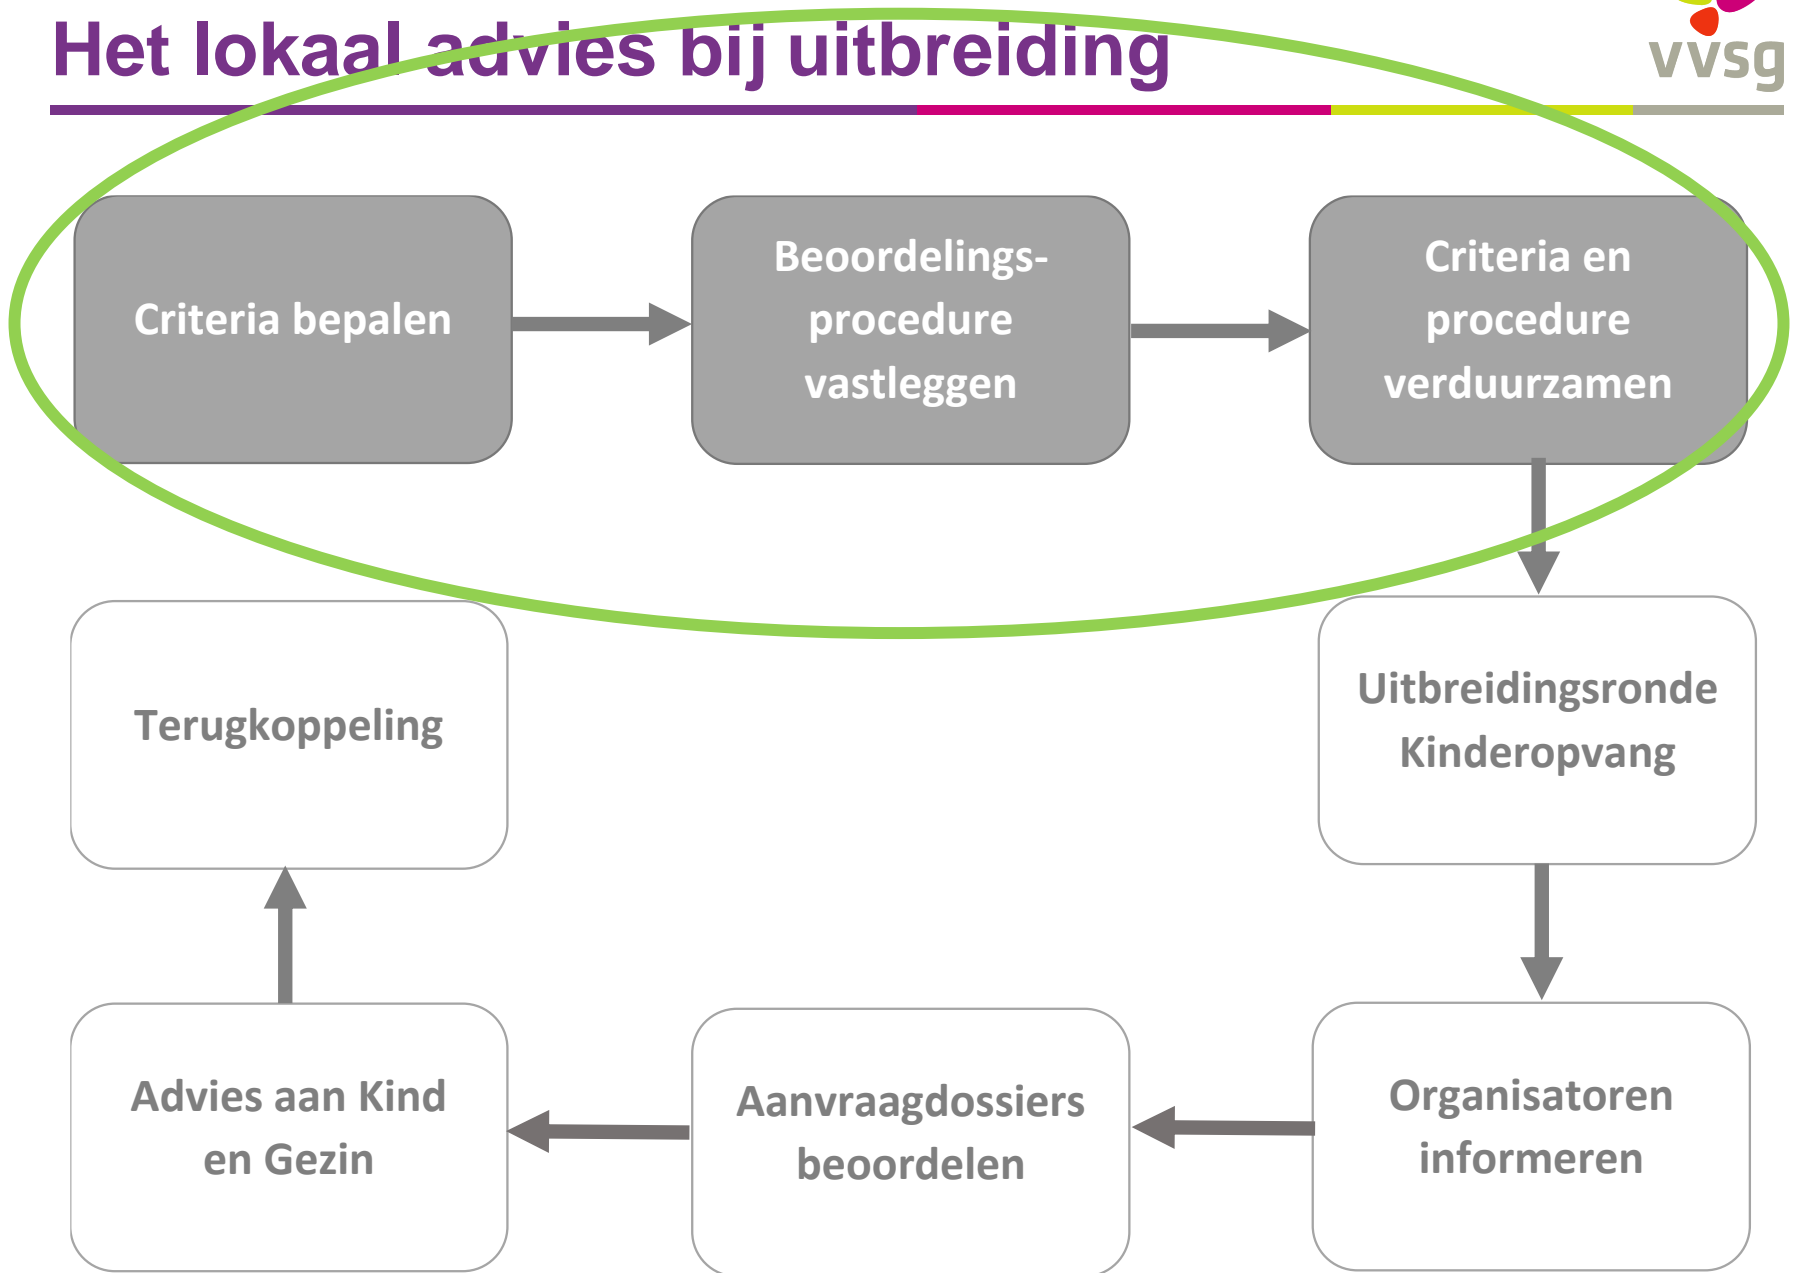 Het lokaal advies bij uitbreiding
vvsg
Criteria bepalen
Beoordelings-
procedure
vastleggen
Criteria en
procedure
verduurzamen
Uitbreidingsronde
Kinderopvang
Organisatoren
informeren
Aanvraagdossiers
beoordelen
Advies aan Kind
en Gezin
Terugkoppeling